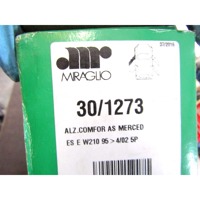 MIRAGLIO
30/1273
ALZ.COMFOR AS MERCED
ES E W210 95 > 4/02 5P